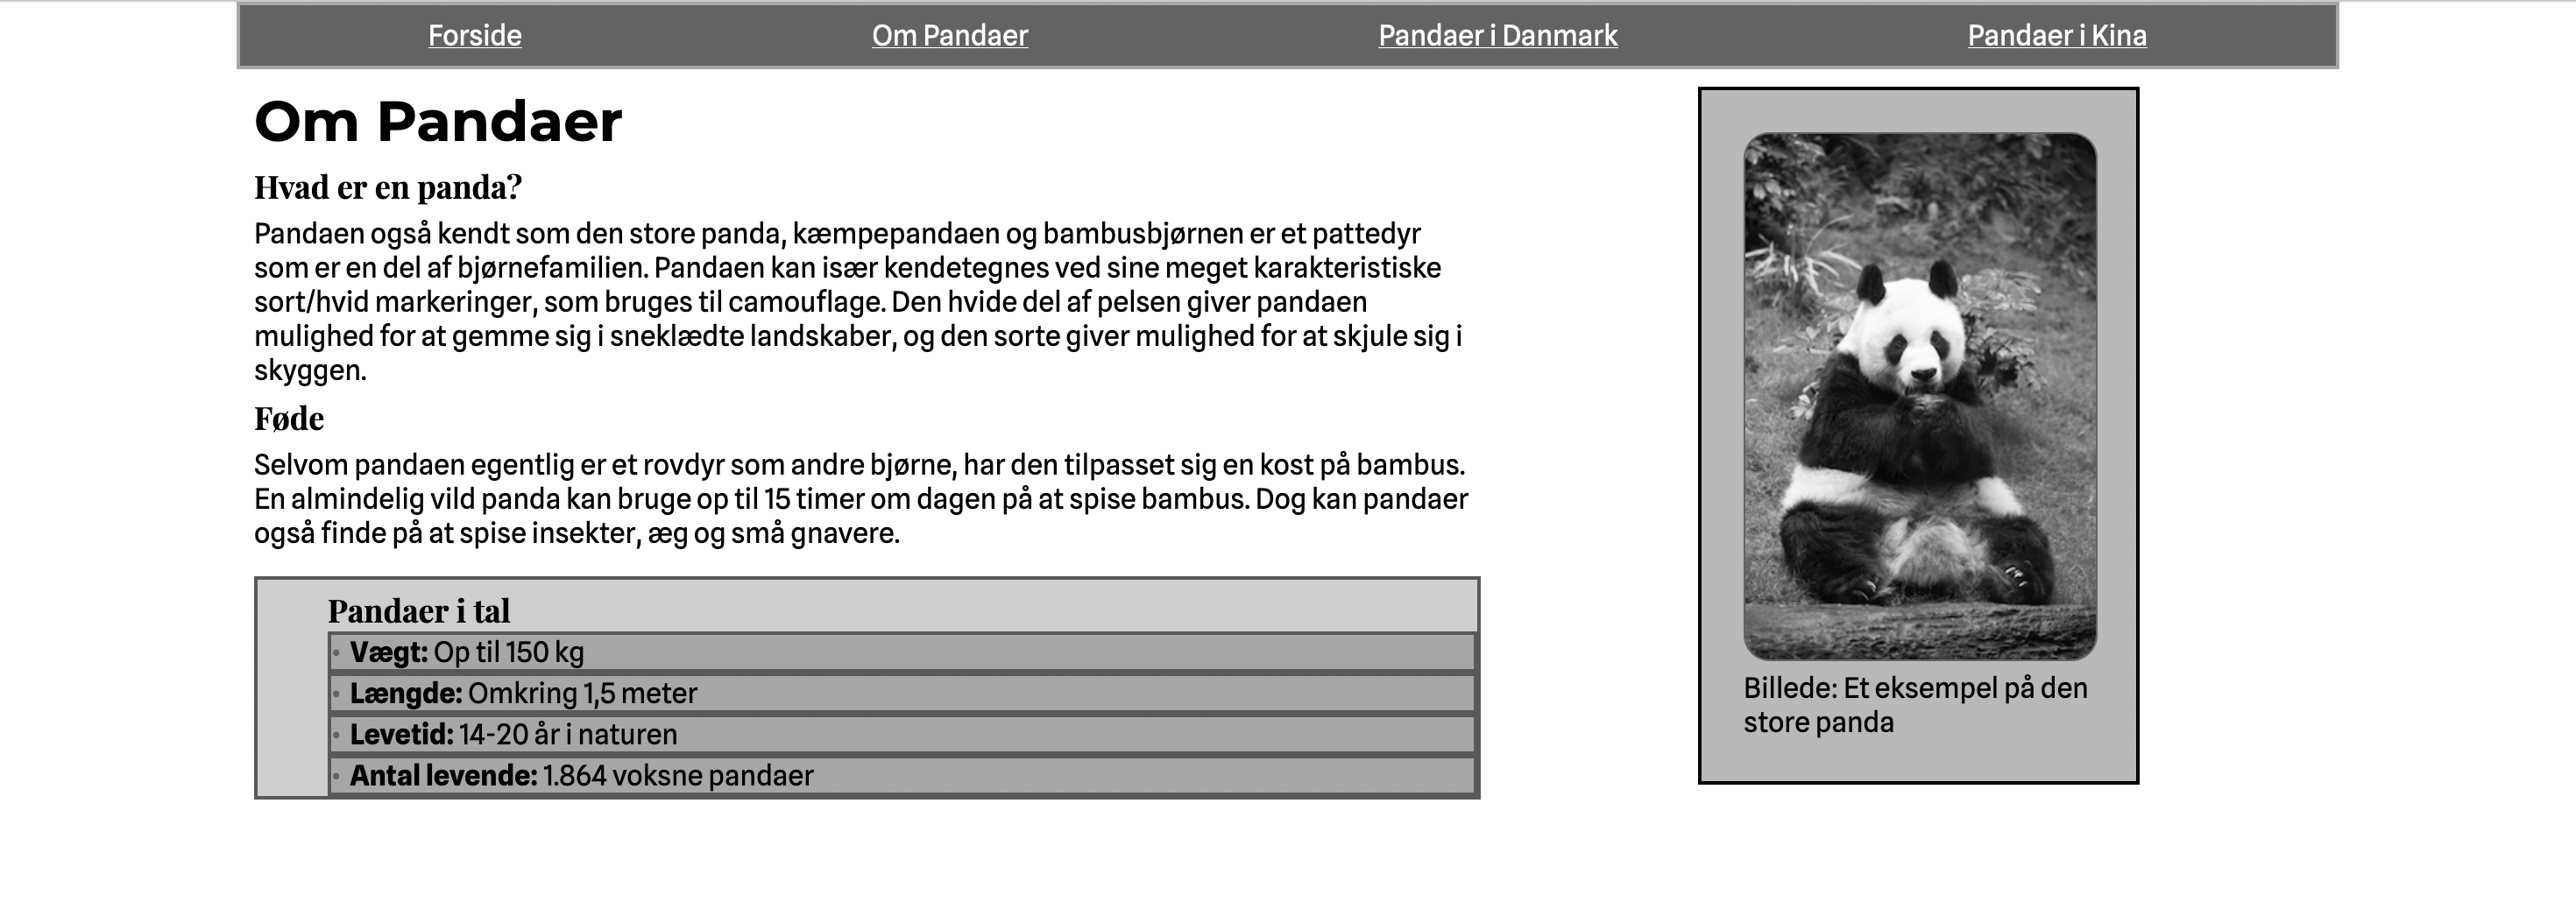 Forside Om Pandaer Pandaer i Danmark Pandaer i Kina
Om Pandaer
Hvad er en panda?
Pandaen også kendt som den store panda, kæmpepandaen og bambusbjørnen er et pattedyr
som er en del af bjørnefamilien. Pandaen kan især kendetegnes ved sine meget karakteristiske
sort/hvid markeringer, som bruges til camouflage. Den hvide del af pelsen giver pandaen
mulighed for at gemme sig i sneklædte landskaber, og den sorte giver mulighed for at skjule sig i
skyggen.
Føde
Selvom pandaen egentlig er et rovdyr som andre bjørne, har den tilpasset sig en kost på bambus.
En almindelig vild panda kan bruge op til 15 timer om dagen på at spise bambus. Dog kan pandaer
også finde på at spise insekter, æg og små gnavere.
Pandaer i tal
• Vægt: Op til 150 kg
• Længde: Omkring 1,5 meter
• Levetid: 14-20 år i naturen
• Antal levende: 1.864 voksne pandaer
Billede: Et eksempel på den
store panda